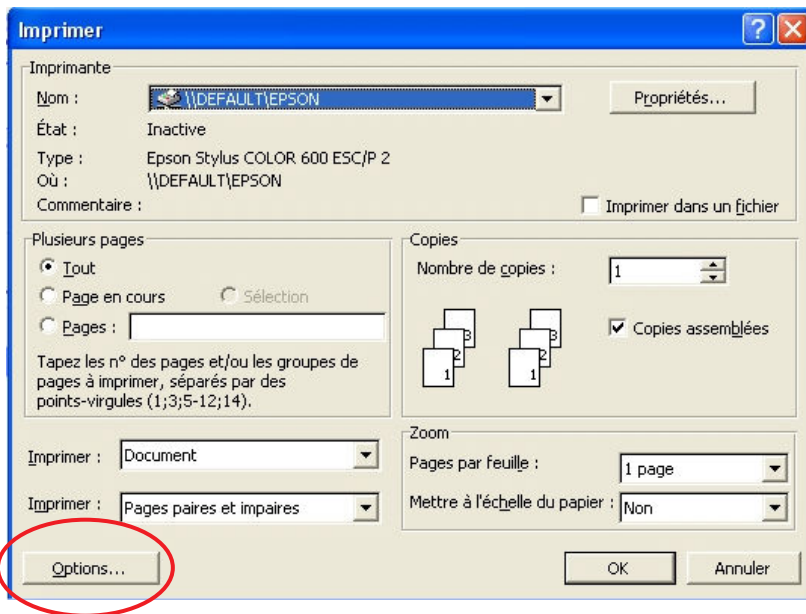 Imprimer
Imprimante
Nom : \\DEFAULT\EPSON Propriétés...
État : Inactive
Type : Epson Stylus COLOR 600 ESC/P 2
Où : \\DEFAULT\EPSON
Commentaire : Imprimer dans un fichier
Plusieurs pages
Tout
Page en cours Sélection
Pages :
Tapez les n° des pages et/ou les groupes de
pages à imprimer, séparés par des
points-virgules (1;3;5-12;14).
Copies
Nombre de copies : 1
1 2 3 1 2 3
Copies assemblées
Imprimer : Document
Imprimer : Pages paires et impaires
Zoom
Pages par feuille : 1 page
Mettre à l'échelle du papier : Non
Options... OK Annuler